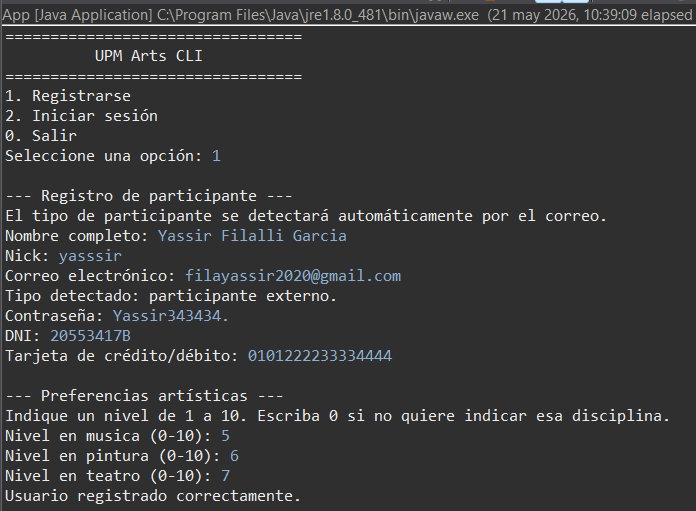 App [Java Application] C:\Program Files\Java\jre1.8.0_481\bin\javaw.exe (21 may 2026, 10:39:09 elapsed
=================================
UPM Arts CLI
=================================
1. Registrarse
2. Iniciar sesión
0. Salir
Seleccione una opción: 1
--- Registro de participante ---
El tipo de participante se detectará automáticamente por el correo.
Nombre completo: Yassir Filalli Garcia
Nick: yasssir
Correo electrónico: filayassir2020@gmail.com
Tipo detectado: participante externo.
Contraseña: Yassir343434.
DNI: 20553417B
Tarjeta de crédito/débito: 0101222233334444
--- Preferencias artísticas ---
Indique un nivel de 1 a 10. Escriba 0 si no quiere indicar esa disciplina.
Nivel en musica (0-10): 5
Nivel en pintura (0-10): 6
Nivel en teatro (0-10): 7
Usuario registrado correctamente.